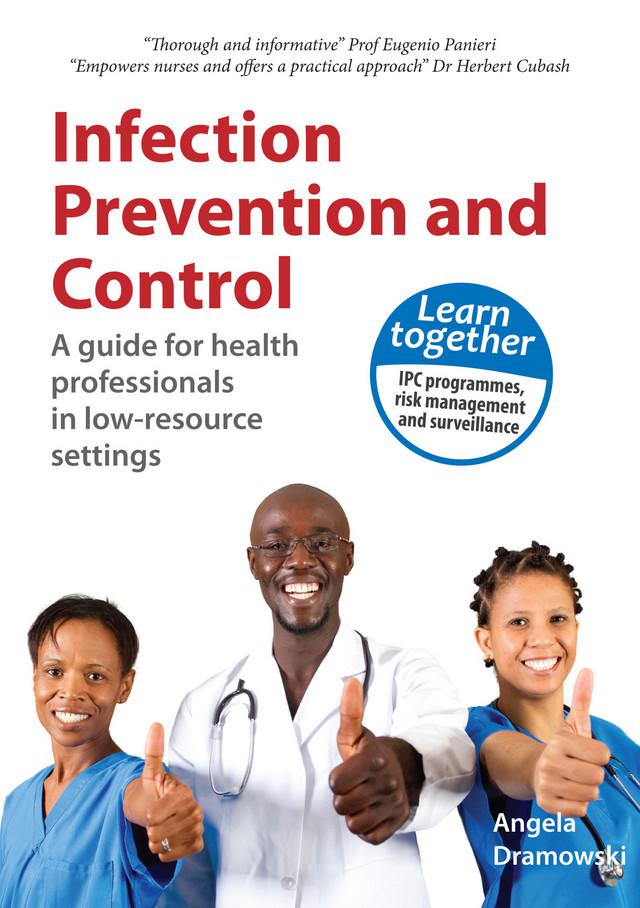 “Thorough and informative” Prof Eugenio Panieri
“Empowers nurses and offers a practical approach” Dr Herbert Cubash
Infection
Prevention and
Control
A guide for health
professionals
in low-resource
settings
Learn
together
IPC programmes,
risk management
and surveillance
Angela
Dramowski